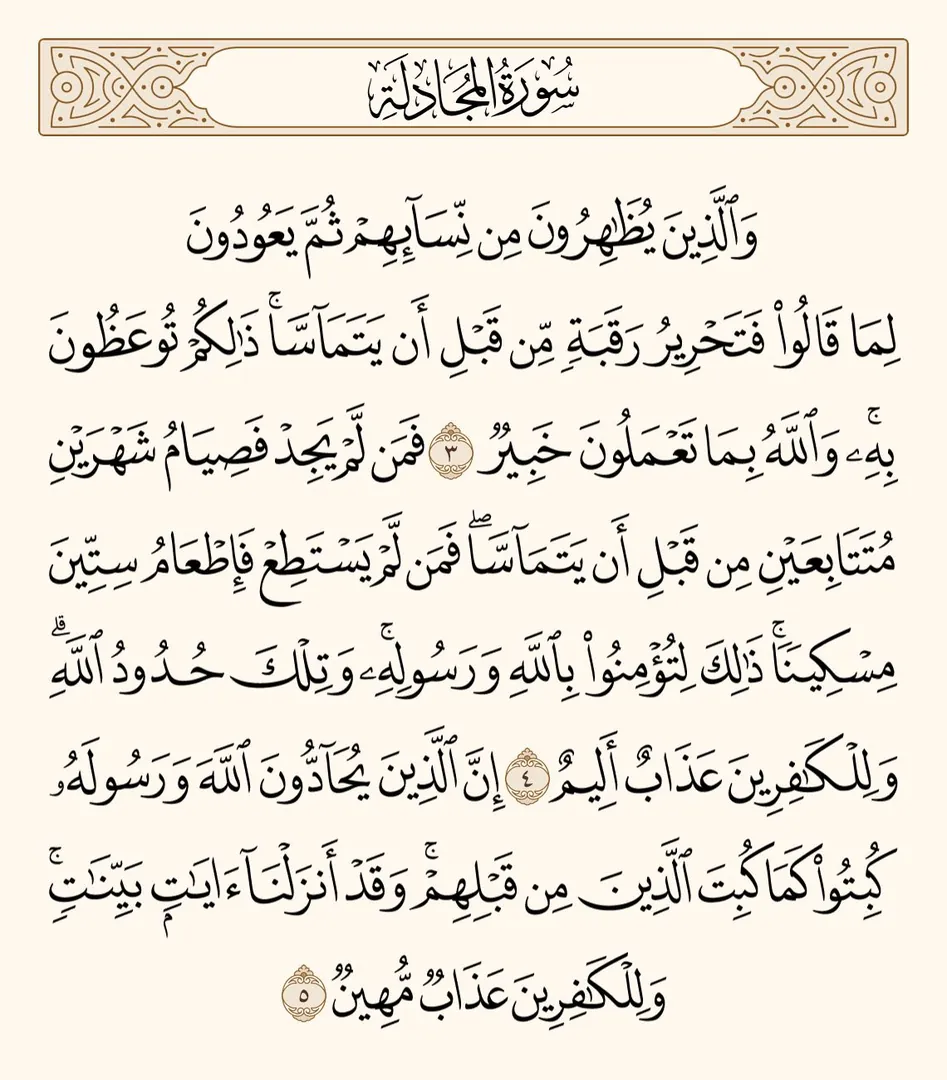 سُورَةُ المُجَادلَةِ
وَٱلَّذِينَ يُظَٰهِرُونَ مِن نِّسَآئِهِمۡ ثُمَّ يَعُودُونَ
لِمَا قَالُواْ فَتَحۡرِيرُ رَقَبَةٖ مِّن قَبۡلِ أَن يَتَمَآسَّاۚ ذَٰلِكُمۡ تُوعَظُونَ
بِهِۦۚ وَٱللَّهُ بِمَا تَعۡمَلُونَ خَبِيرٞ ٣ فَمَن لَّمۡ يَجِدۡ فَصِيَامُ شَهۡرَيۡنِ
مُتَتَابِعَيۡنِ مِن قَبۡلِ أَن يَتَمَآسَّاۖ فَمَن لَّمۡ يَسۡتَطِعۡ فَإِطۡعَامُ سِتِّينَ
مِسۡكِينٗاۚ ذَٰلِكَ لِتُؤۡمِنُواْ بِٱللَّهِ وَرَسُولِهِۦۚ وَتِلۡكَ حُدُودُ ٱللَّهِۗ
وَلِلۡكَٰفِرِينَ عَذَابٌ أَلِيمٌ ٤ إِنَّ ٱلَّذِينَ يُحَآدُّونَ ٱللَّهَ وَرَسُولَهُۥ
كُبِتُواْ كَمَا كُبِتَ ٱلَّذِينَ مِن قَبۡلِهِمۡۚ وَقَدۡ أَنزَلۡنَآ ءَايَٰتِۭ بَيِّنَٰتٖۚ
وَلِلۡكَٰفِرِينَ عَذَابٞ مُّهِينٞ ٥